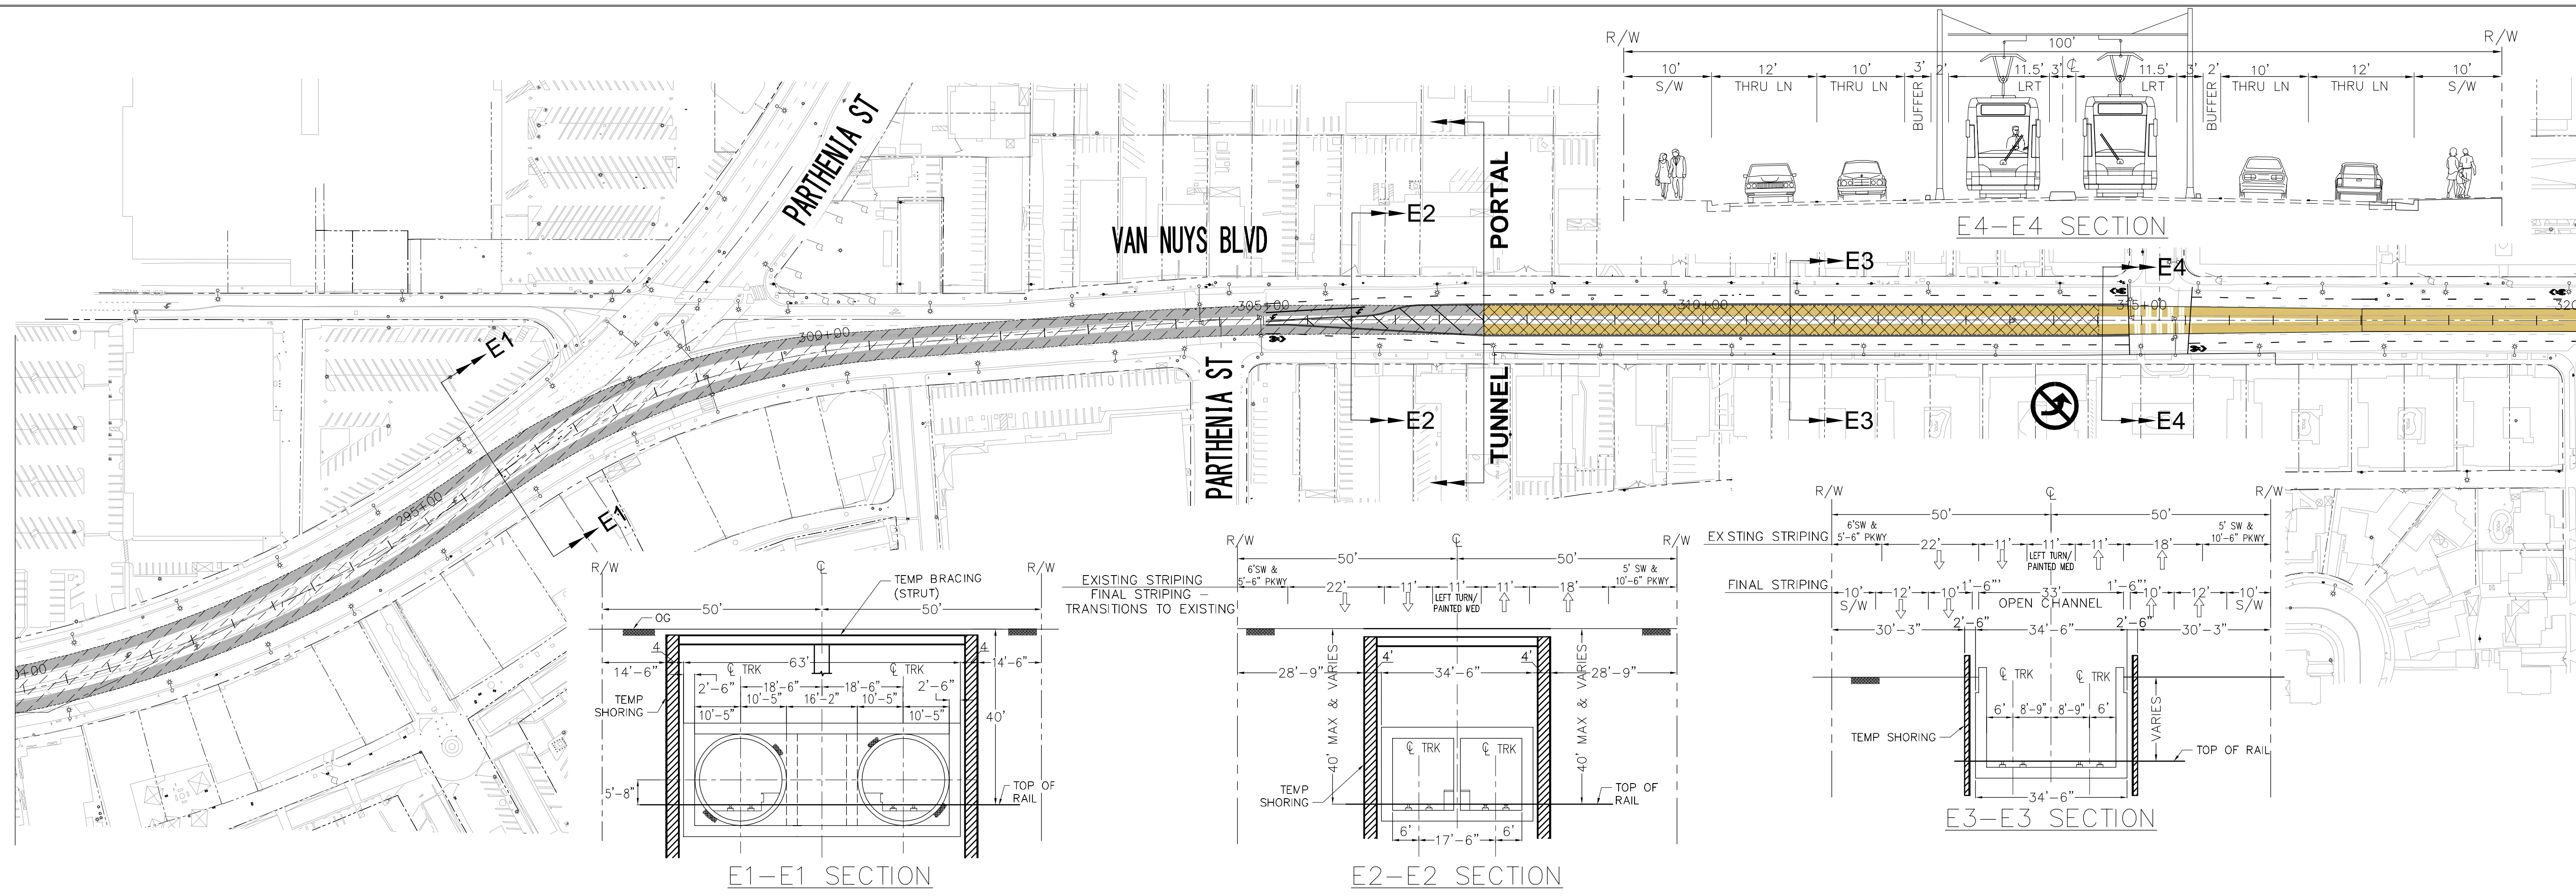 R/W
R/W
100'
10'
S/W
12'
THRU LN
10'
THRU LN
3'
BUFFER
2'
11.5'
LRT
3'
℄
11.5'
LRT
3'
2'
BUFFER
10'
THRU LN
12'
THRU LN
10'
S/W
E4-E4 SECTION
PARTHENIA ST
VAN NUYS BLVD
PORTAL
TUNNEL
PARTHENIA ST
E1
E1
E2
E2
E3
E3
E4
E4
295+00
300+00
305+00
310+00
315+00
R/W
℄
R/W
50'
50'
TEMP BRACING
(STRUT)
OG
4
4
14'-6"
63'
14'-6"
℄ TRK
℄ TRK
2'-6"
18'-6"
18'-6"
2'-6"
TEMP
SHORING
10'-5"
16'-2"
10'-5"
10'-5"
10'-5"
40'
5'-8"
TOP OF
RAIL
E1-E1 SECTION
R/W
℄
R/W
50'
50'
EXISTING STRIPING
FINAL STRIPING -
TRANSITIONS TO EXISTING
6'SW &
5'-6" PKWY
22'
11'
11'
LEFT TURN/
PAINTED MED
11'
18'
5' SW &
10'-6" PKWY
40' MAX & VARIES
40' MAX & VARIES
4'
4'
28'-9"
34'-6"
28'-9"
℄ TRK
℄ TRK
TEMP
SHORING
TOP OF
RAIL
6'
17'-6"
6'
E2-E2 SECTION
R/W
℄
R/W
50'
50'
EXISTING STRIPING
6'SW &
5'-6" PKWY
22'
11'
11'
LEFT TURN/
PAINTED MED
11'
18'
5' SW &
10'-6" PKWY
FINAL STRIPING
10'
S/W
12'
10'
1'-6"
33'
OPEN CHANNEL
1'-6"
10'
12'
10'
S/W
30'-3"
2'-6"
34'-6"
2'-6"
30'-3"
℄ TRK
℄ TRK
6'
8'-9"
8'-9"
6'
VARIES
TEMP SHORING
TOP OF RAIL
34'-6"
E3-E3 SECTION